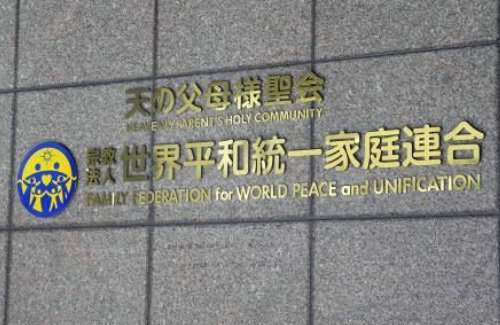 天の父母様聖会
HEAVENLY PARENT'S HOLY COMMUNITY
宗教法人 世界平和統一家庭連合
FAMILY FEDERATION for WORLD PEACE and UNIFICATION